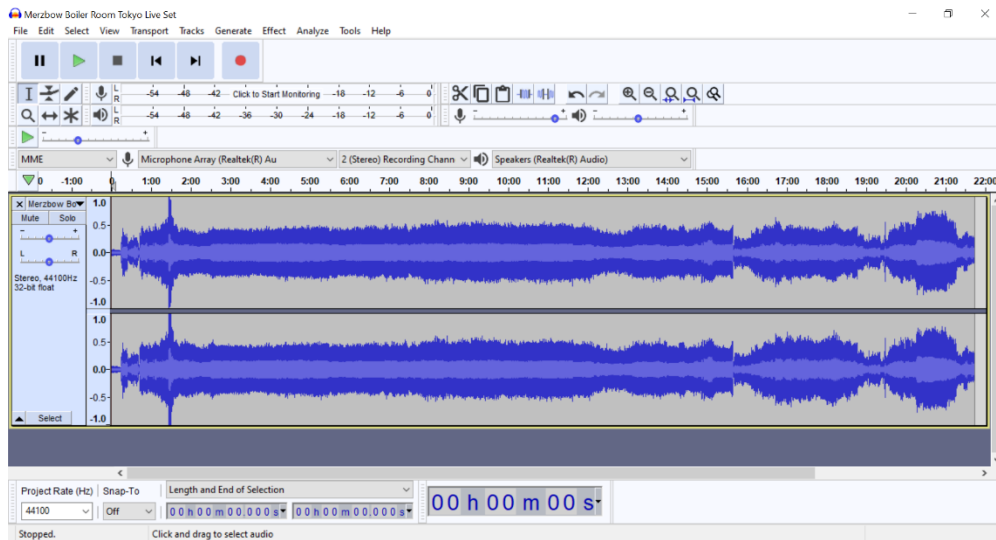 Merzbow Boiler Room Tokyo Live Set
File Edit Select View Transport Tracks Generate Effect Analyze Tools Help
L R -54 -48 -42 Click to Start Monitoring -18 -12 -6 0
L R -54 -48 -42 -36 -30 -24 -18 -12 -6 0
- +
- +
- +
MME Microphone Array (Realtek(R) Au 2 (Stereo) Recording Chann Speakers (Realtek(R) Audio)
0 -1:00 0 1:00 2:00 3:00 4:00 5:00 6:00 7:00 8:00 9:00 10:00 11:00 12:00 13:00 14:00 15:00 16:00 17:00 18:00 19:00 20:00 21:00 22:00
X Merzbow Bo 1.0
Mute Solo
- + 0.5
L R 0.0
Stereo, 44100Hz -0.5
32-bit float
-1.0
1.0
0.5
0.0
-0.5
Select -1.0
Project Rate (Hz) Snap-To Length and End of Selection
44100 Off 00 h 00 m 00.000 s 00 h 00 m 00.000 s 00 h 00 m 00 s
Stopped. Click and drag to select audio